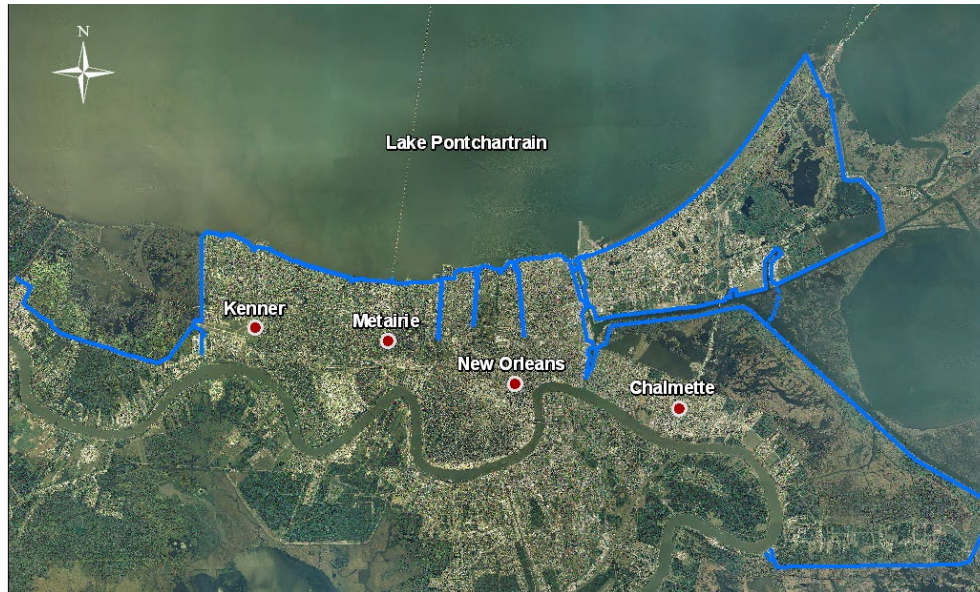 N
Lake Pontchartrain
Kenner
Metairie
New Orleans
Chalmette